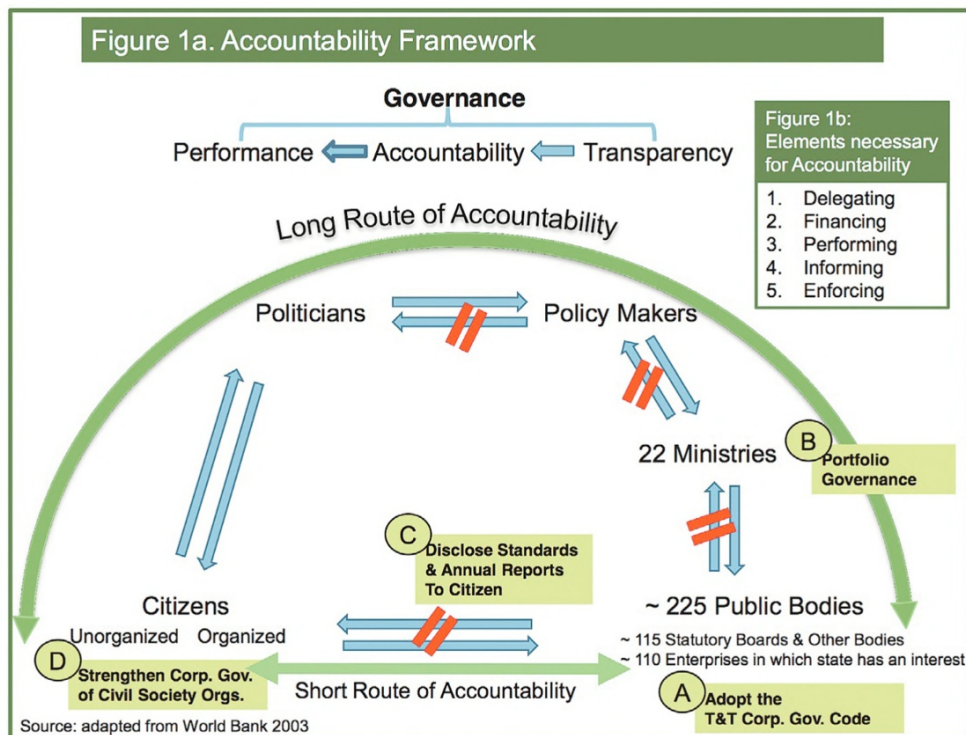 Figure 1a. Accountability Framework
Governance
Performance Accountability Transparency
Figure 1b:
Elements necessary
for Accountability
1. Delegating
2. Financing
3. Performing
4. Informing
5. Enforcing
Long Route of Accountability
Politicians Policy Makers
22 Ministries
B
Portfolio
Governance
C
Disclose Standards
& Annual Reports
To Citizen
Citizens
Unorganized Organized
~ 225 Public Bodies
~ 115 Statutory Boards & Other Bodies
~ 110 Enterprises in which state has an interest
D
Strengthen Corp. Gov.
of Civil Society Orgs.
Short Route of Accountability
A
Adopt the
T&T Corp. Gov. Code
Source: adapted from World Bank 2003